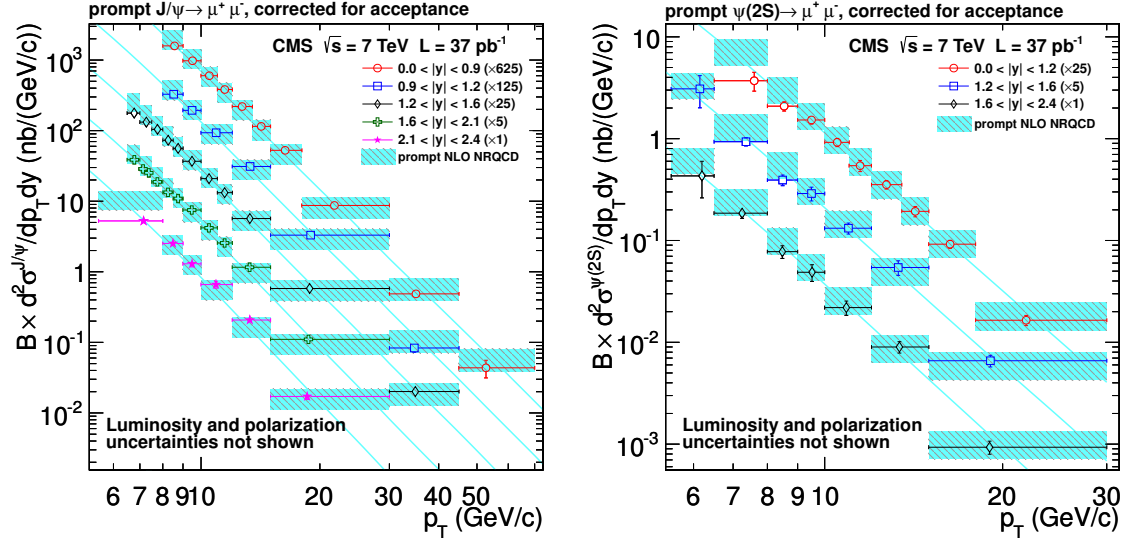 prompt J/ψ→ μ⁺ μ⁻, corrected for acceptance
CMS √s = 7 TeV L = 37 pb⁻¹
0.0 < |y| < 0.9 (×625)
0.9 < |y| < 1.2 (×125)
1.2 < |y| < 1.6 (×25)
1.6 < |y| < 2.1 (×5)
2.1 < |y| < 2.4 (×1)
prompt NLO NRQCD
B × d²σ^J/ψ/dp_T dy (nb/(GeV/c))
10³
10²
10
1
10⁻¹
10⁻²
Luminosity and polarization
uncertainties not shown
6 7 8 9 10 20 30 40 50
p_T (GeV/c)
prompt ψ(2S)→ μ⁺ μ⁻, corrected for acceptance
CMS √s = 7 TeV L = 37 pb⁻¹
0.0 < |y| < 1.2 (×25)
1.2 < |y| < 1.6 (×5)
1.6 < |y| < 2.4 (×1)
prompt NLO NRQCD
B × d²σ^ψ(2S)/dp_T dy (nb/(GeV/c))
10
1
10⁻¹
10⁻²
10⁻³
Luminosity and polarization
uncertainties not shown
6 7 8 9 10 20 30
p_T (GeV/c)